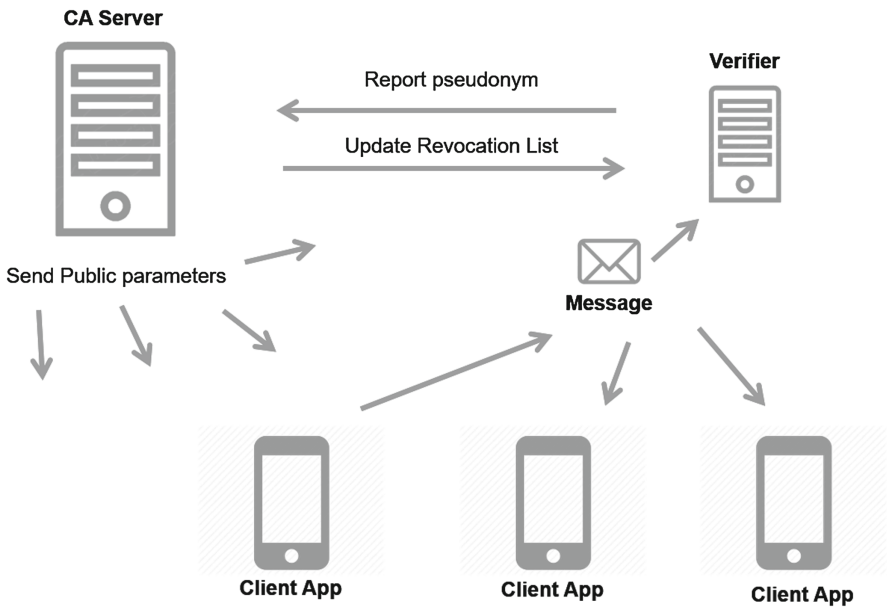 CA Server
Verifier
Report pseudonym
Update Revocation List
Send Public parameters
Message
Client App
Client App
Client App